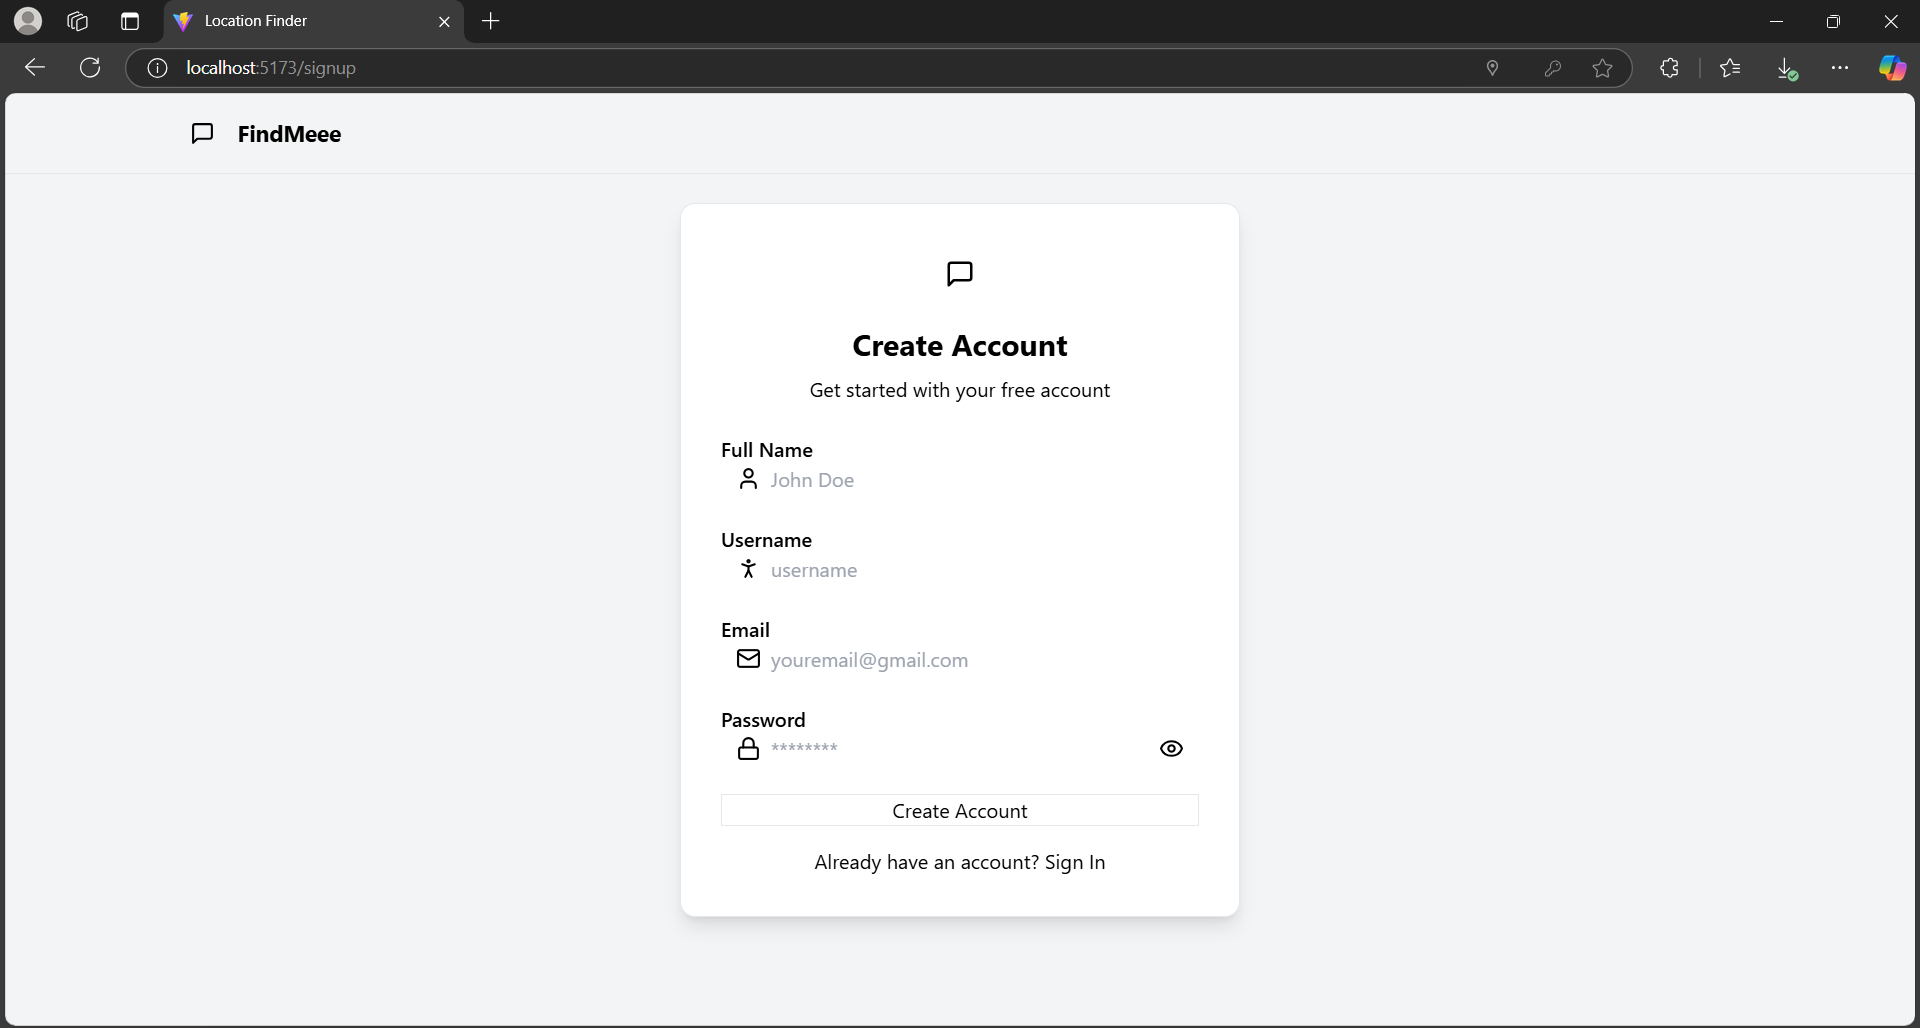 Location Finder
localhost:5173/signup
FindMeee
Create Account
Get started with your free account
Full Name
John Doe
Username
username
Email
youremail@gmail.com
Password
********
Create Account
Already have an account? Sign In